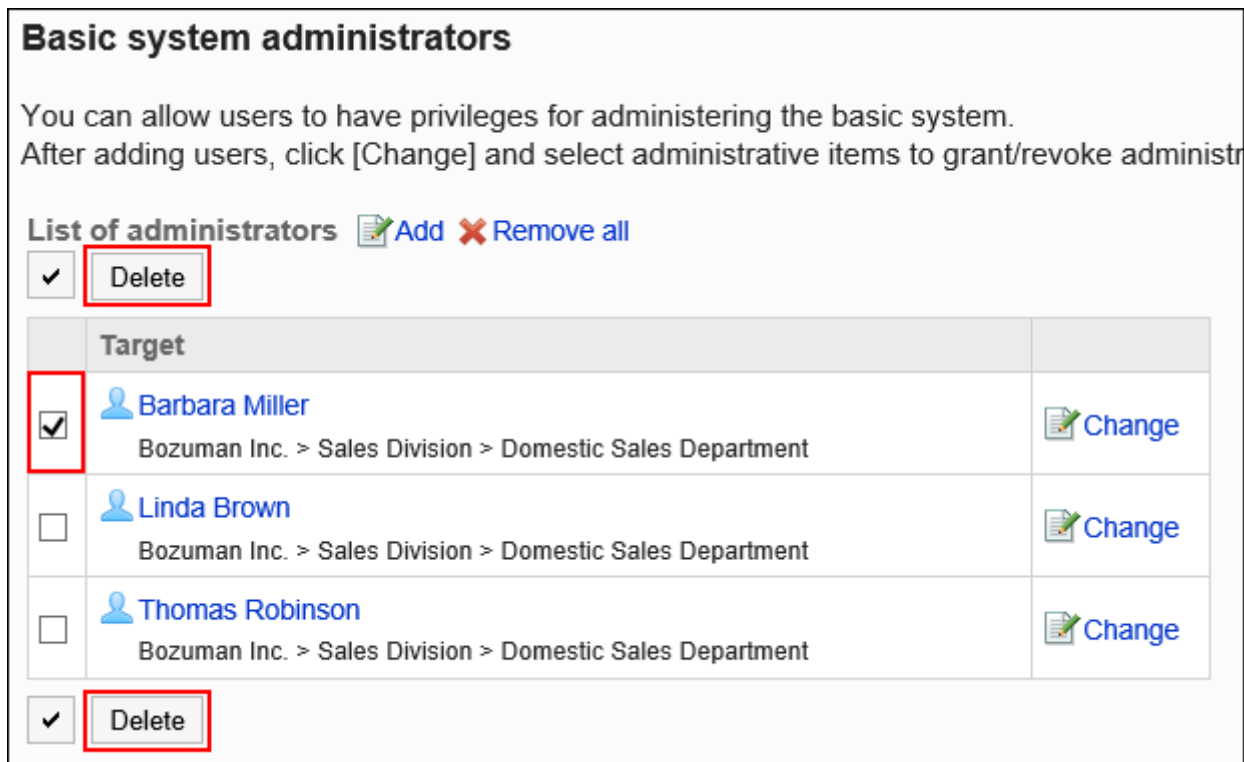 Basic system administrators
You can allow users to have privileges for administering the basic system.
After adding users, click [Change] and select administrative items to grant/revoke administr
List of administrators Add Remove all
Delete
Target
Barbara Miller
Bozuman Inc. > Sales Division > Domestic Sales Department
Change
Linda Brown
Bozuman Inc. > Sales Division > Domestic Sales Department
Change
Thomas Robinson
Bozuman Inc. > Sales Division > Domestic Sales Department
Change
Delete